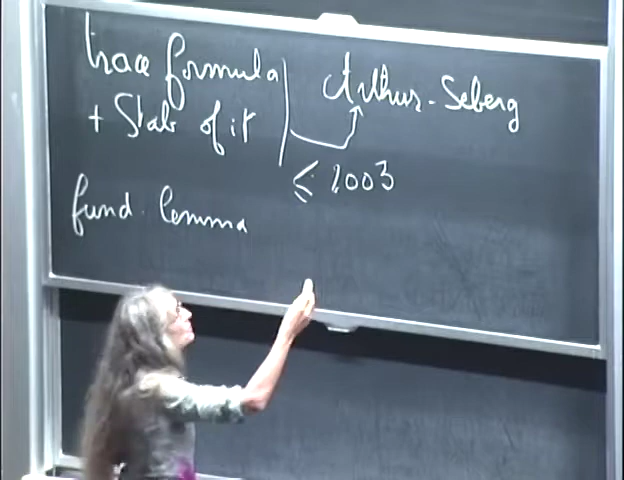 trace formula
+ Stab of it
Arthur - Selberg
≤ 2003
fund. lemma